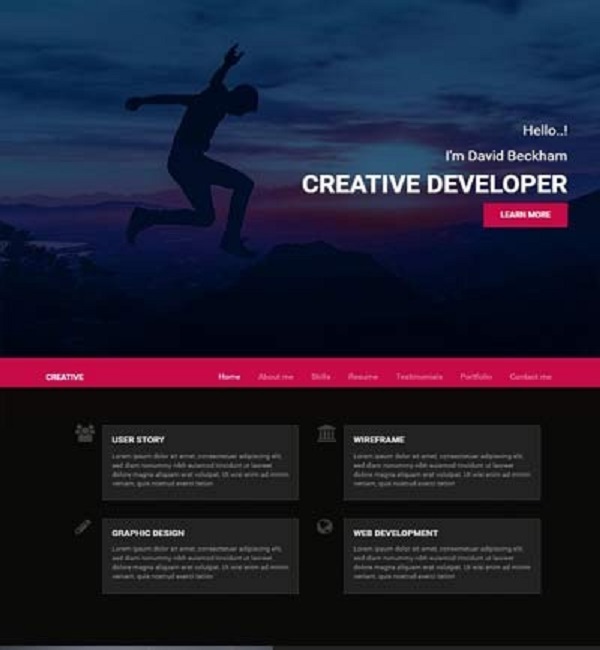 Hello..!
I'm David Beckham
CREATIVE DEVELOPER
LEARN MORE
CREATIVE
Home
About me
Skills
Resume
Testimonials
Portfolio
Contact me
USER STORY
Lorem ipsum dolor sit amet, consectetuer adipiscing elit,
sed diam nonummy nibh euismod tincidunt ut laoreet
dolore magna aliquam erat volutpat. Ut wisi enim ad minim
veniam, quis nostrud exerci tation
WIREFRAME
Lorem ipsum dolor sit amet, consectetuer adipiscing elit,
sed diam nonummy nibh euismod tincidunt ut laoreet
dolore magna aliquam erat volutpat. Ut wisi enim ad minim
veniam, quis nostrud exerci tation
GRAPHIC DESIGN
Lorem ipsum dolor sit amet, consectetuer adipiscing elit,
sed diam nonummy nibh euismod tincidunt ut laoreet
dolore magna aliquam erat volutpat. Ut wisi enim ad minim
veniam, quis nostrud exerci tation
WEB DEVELOPMENT
Lorem ipsum dolor sit amet, consectetuer adipiscing elit,
sed diam nonummy nibh euismod tincidunt ut laoreet
dolore magna aliquam erat volutpat. Ut wisi enim ad minim
veniam, quis nostrud exerci tation